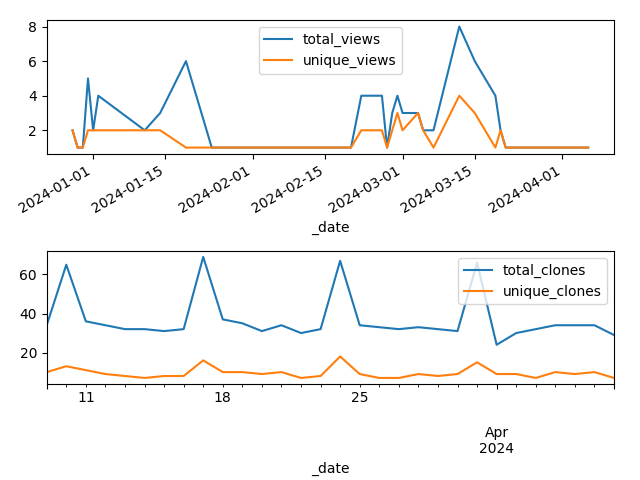 8
6
4
2
total_views
unique_views
2024-01-01
2024-01-15
2024-02-01
2024-02-15
2024-03-01
2024-03-15
2024-04-01
_date
60
40
20
total_clones
unique_clones
11
18
25
Apr
2024
_date